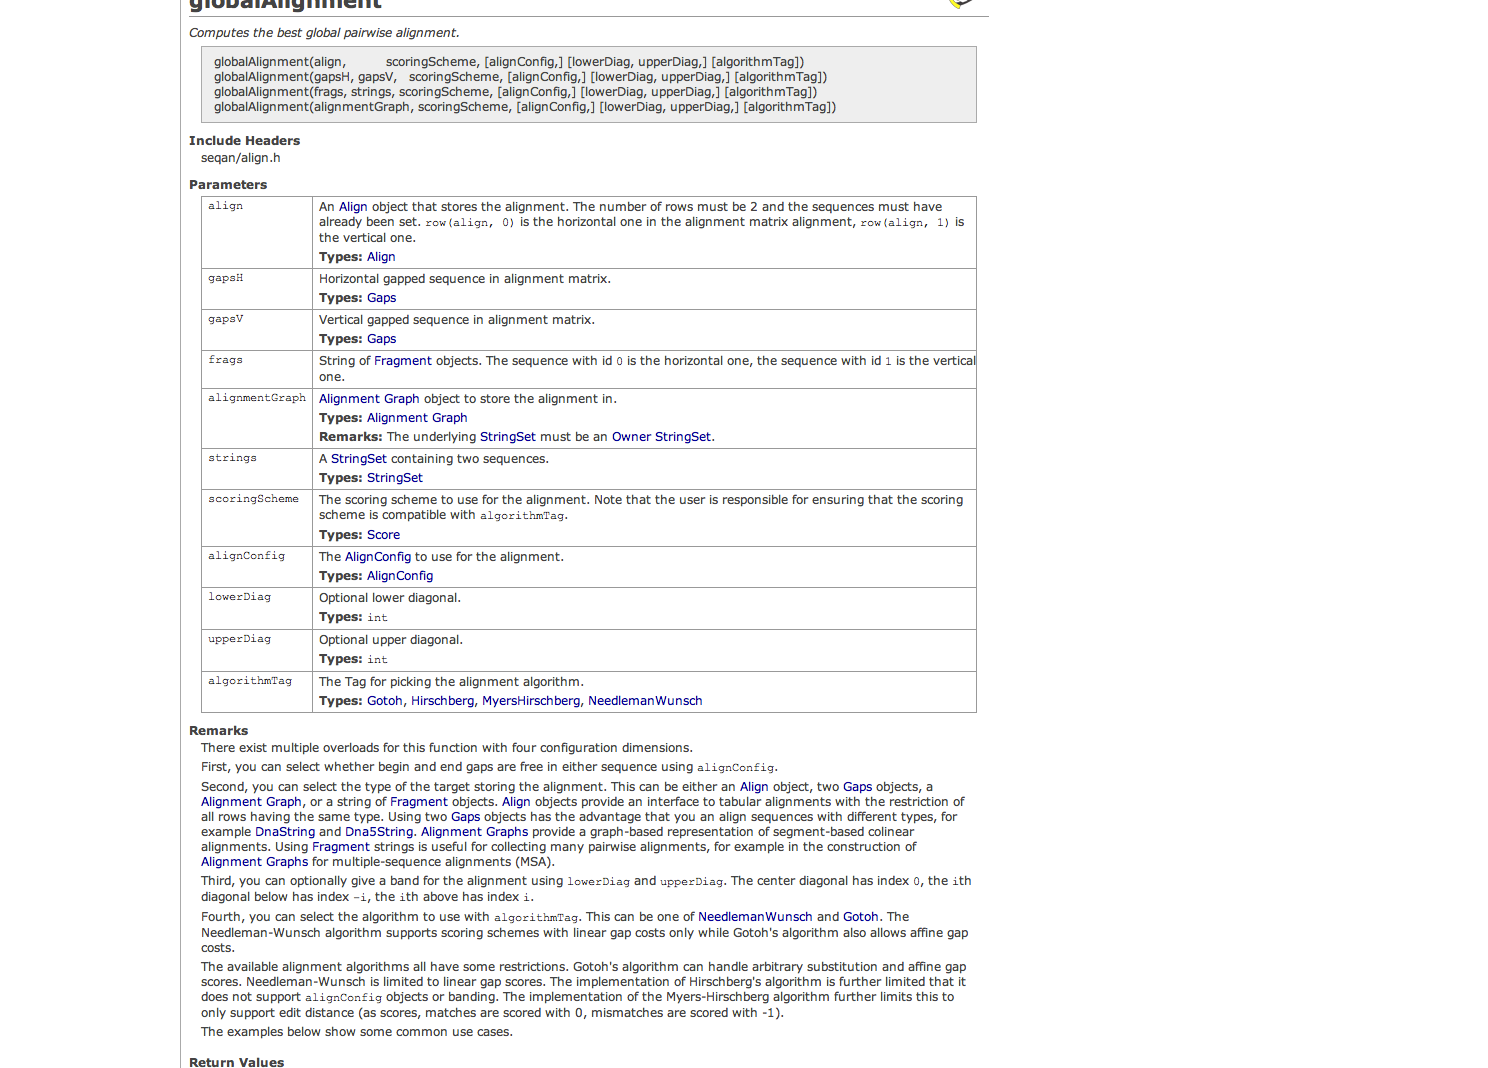 globalAlignment
Computes the best global pairwise alignment.
globalAlignment(align, scoringScheme, [alignConfig,] [lowerDiag, upperDiag,] [algorithmTag])
globalAlignment(gapsH, gapsV, scoringScheme, [alignConfig,] [lowerDiag, upperDiag,] [algorithmTag])
globalAlignment(frags, strings, scoringScheme, [alignConfig,] [lowerDiag, upperDiag,] [algorithmTag])
globalAlignment(alignmentGraph, scoringScheme, [alignConfig,] [lowerDiag, upperDiag,] [algorithmTag])
Include Headers
seqan/align.h
Parameters
align
An Align object that stores the alignment. The number of rows must be 2 and the sequences must have
already been set. row(align, 0) is the horizontal one in the alignment matrix alignment, row(align, 1) is
the vertical one.
Types: Align
gapsH
Horizontal gapped sequence in alignment matrix.
Types: Gaps
gapsV
Vertical gapped sequence in alignment matrix.
Types: Gaps
frags
String of Fragment objects. The sequence with id 0 is the horizontal one, the sequence with id 1 is the vertical
one.
alignmentGraph
Alignment Graph object to store the alignment in.
Types: Alignment Graph
Remarks: The underlying StringSet must be an Owner StringSet.
strings
A StringSet containing two sequences.
Types: StringSet
scoringScheme
The scoring scheme to use for the alignment. Note that the user is responsible for ensuring that the scoring
scheme is compatible with algorithmTag.
Types: Score
alignConfig
The AlignConfig to use for the alignment.
Types: AlignConfig
lowerDiag
Optional lower diagonal.
Types: int
upperDiag
Optional upper diagonal.
Types: int
algorithmTag
The Tag for picking the alignment algorithm.
Types: Gotoh, Hirschberg, MyersHirschberg, NeedlemanWunsch
Remarks
There exist multiple overloads for this function with four configuration dimensions.
First, you can select whether begin and end gaps are free in either sequence using alignConfig.
Second, you can select the type of the target storing the alignment. This can be either an Align object, two Gaps objects, a
Alignment Graph, or a string of Fragment objects. Align objects provide an interface to tabular alignments with the restriction of
all rows having the same type. Using two Gaps objects has the advantage that you an align sequences with different types, for
example DnaString and Dna5String. Alignment Graphs provide a graph-based representation of segment-based colinear
alignments. Using Fragment strings is useful for collecting many pairwise alignments, for example in the construction of
Alignment Graphs for multiple-sequence alignments (MSA).
Third, you can optionally give a band for the alignment using lowerDiag and upperDiag. The center diagonal has index 0, the ith
diagonal below has index -i, the ith above has index i.
Fourth, you can select the algorithm to use with algorithmTag. This can be one of NeedlemanWunsch and Gotoh. The
Needleman-Wunsch algorithm supports scoring schemes with linear gap costs only while Gotoh's algorithm also allows affine gap
costs.
The available alignment algorithms all have some restrictions. Gotoh's algorithm can handle arbitrary substitution and affine gap
scores. Needleman-Wunsch is limited to linear gap scores. The implementation of Hirschberg's algorithm is further limited that it
does not support alignConfig objects or banding. The implementation of the Myers-Hirschberg algorithm further limits this to
only support edit distance (as scores, matches are scored with 0, mismatches are scored with -1).
The examples below show some common use cases.
Return Values